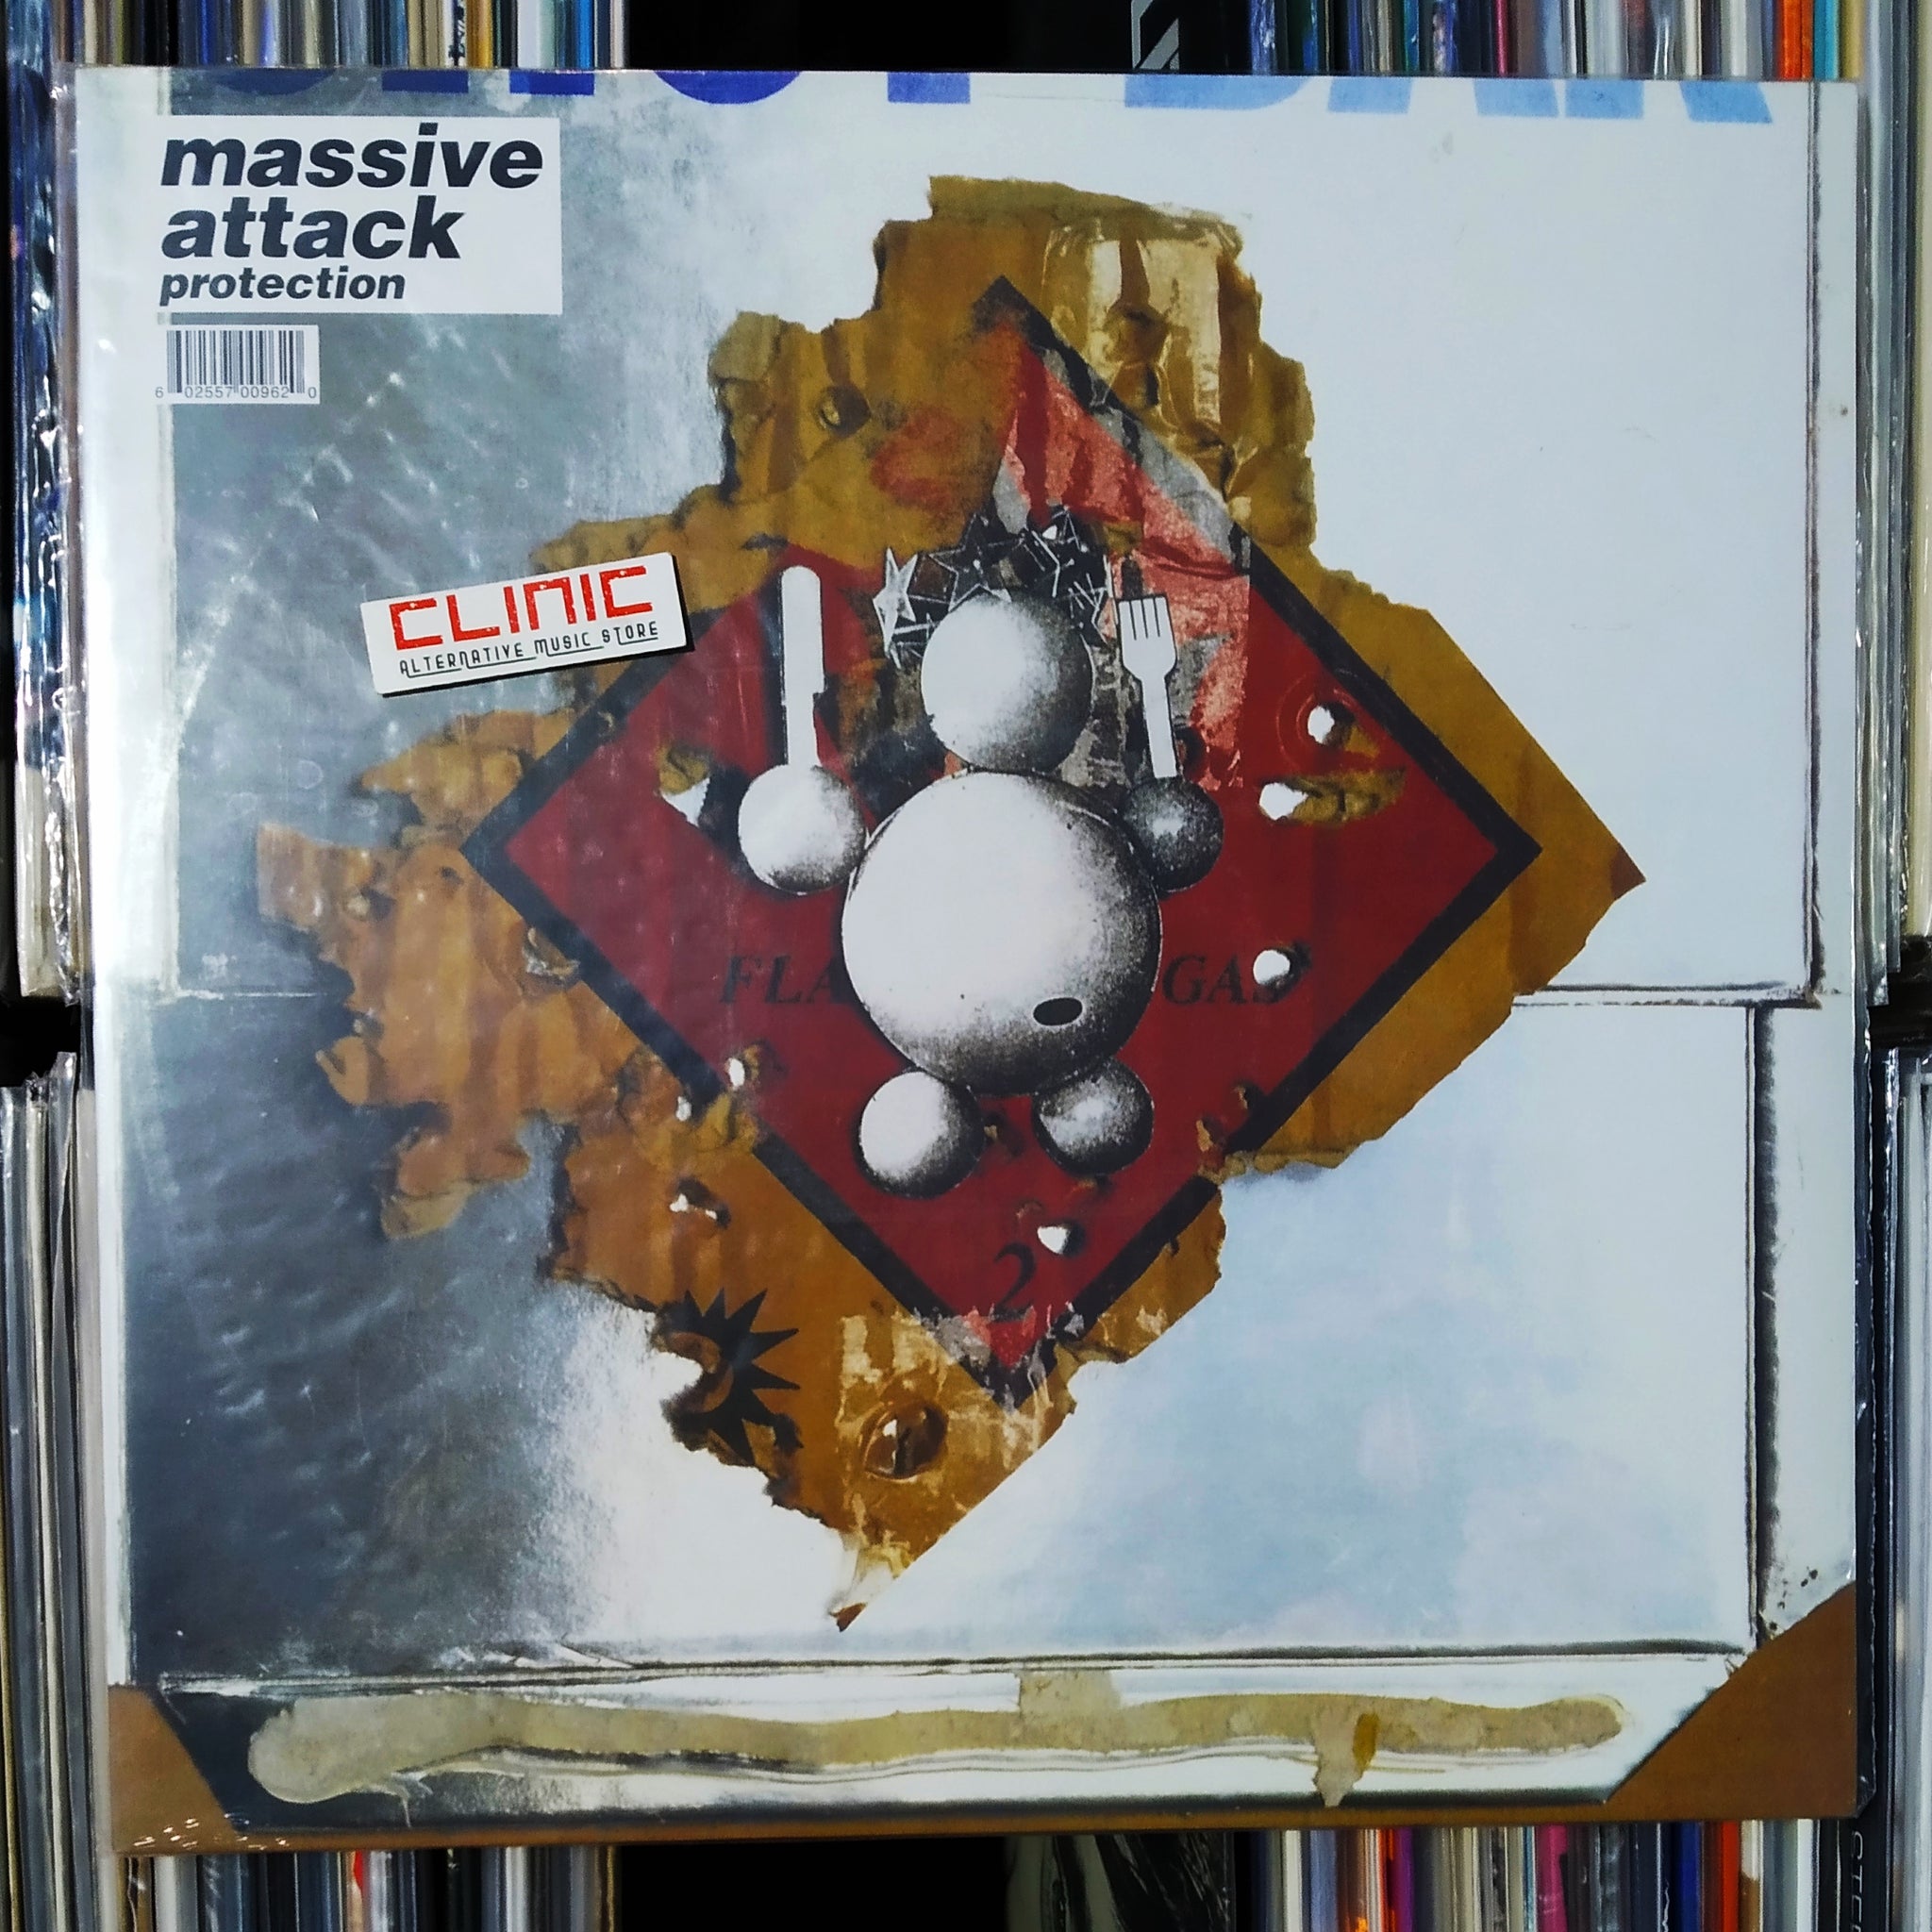 massive
attack
protection
6 02557 00962 0
CLINIC
ALTERNATIVE MUSIC STORE
FLA GAS
2